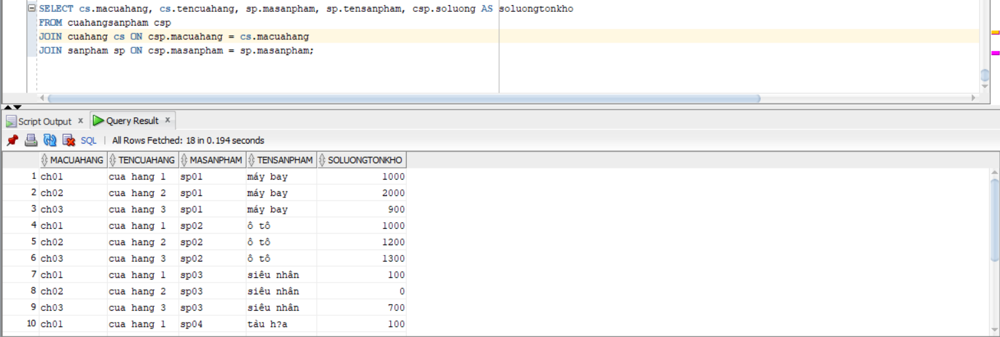 SELECT cs.macuahang, cs.tencuahang, sp.masanpham, sp.tensanpham, csp.soluong AS soluongtonkho
FROM cuahangsanpham csp
JOIN cuahang cs ON csp.macuahang = cs.macuahang
JOIN sanpham sp ON csp.masanpham = sp.masanpham;
Script Output x Query Result x
SQL | All Rows Fetched: 18 in 0.194 seconds
MACUAHANG TENCUAHANG MASANPHAM TENSANPHAM SOLUONGTONKHO
1 ch01 cua hang 1 sp01 máy bay 1000
2 ch02 cua hang 2 sp01 máy bay 2000
3 ch03 cua hang 3 sp01 máy bay 900
4 ch01 cua hang 1 sp02 ô tô 1000
5 ch02 cua hang 2 sp02 ô tô 1200
6 ch03 cua hang 3 sp02 ô tô 1300
7 ch01 cua hang 1 sp03 siêu nhân 100
8 ch02 cua hang 2 sp03 siêu nhân 0
9 ch03 cua hang 3 sp03 siêu nhân 700
10 ch01 cua hang 1 sp04 tàu h?a 100